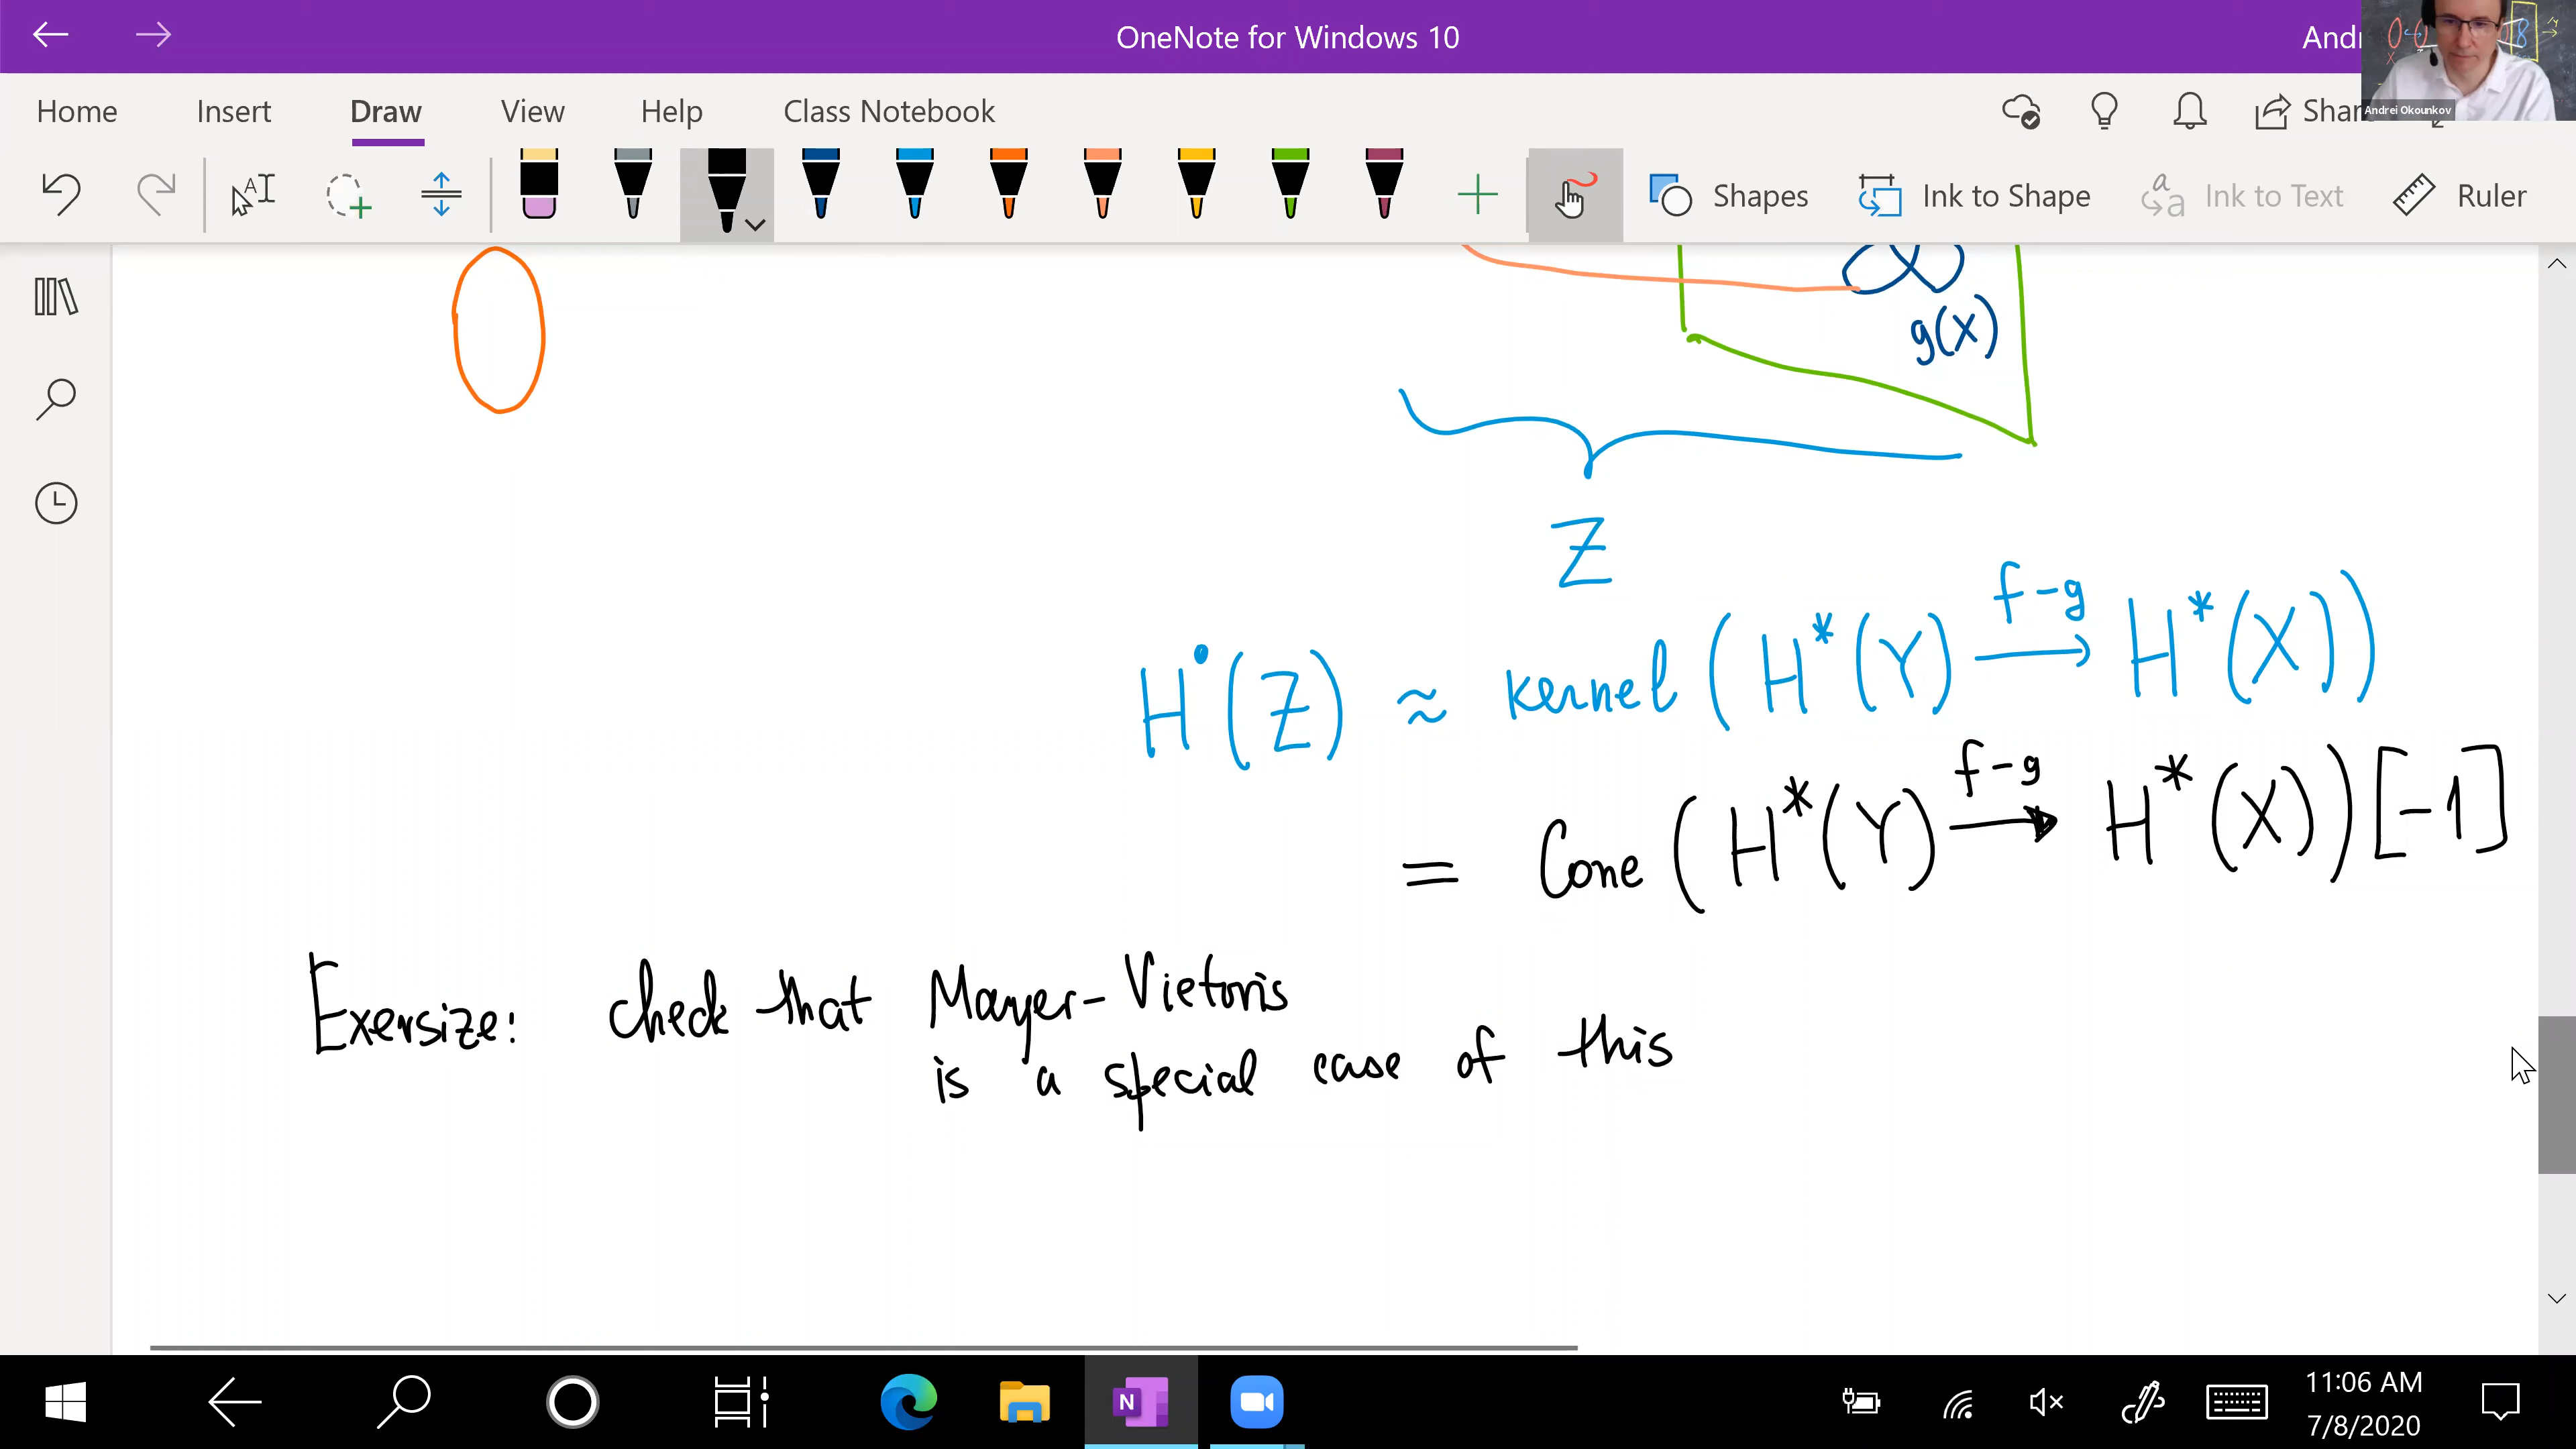 OneNote for Windows 10
Andrei Okounkov
Home Insert Draw View Help Class Notebook
Shapes Ink to Shape Ink to Text Ruler
g(X)
Z
H•(Z) ≈ kernel (H*(Y) f-g → H*(X))
= Cone (H*(Y) f-g → H*(X))[-1]
Exersize: check that Mayer-Vietoris
is a special case of this
11:06 AM
7/8/2020